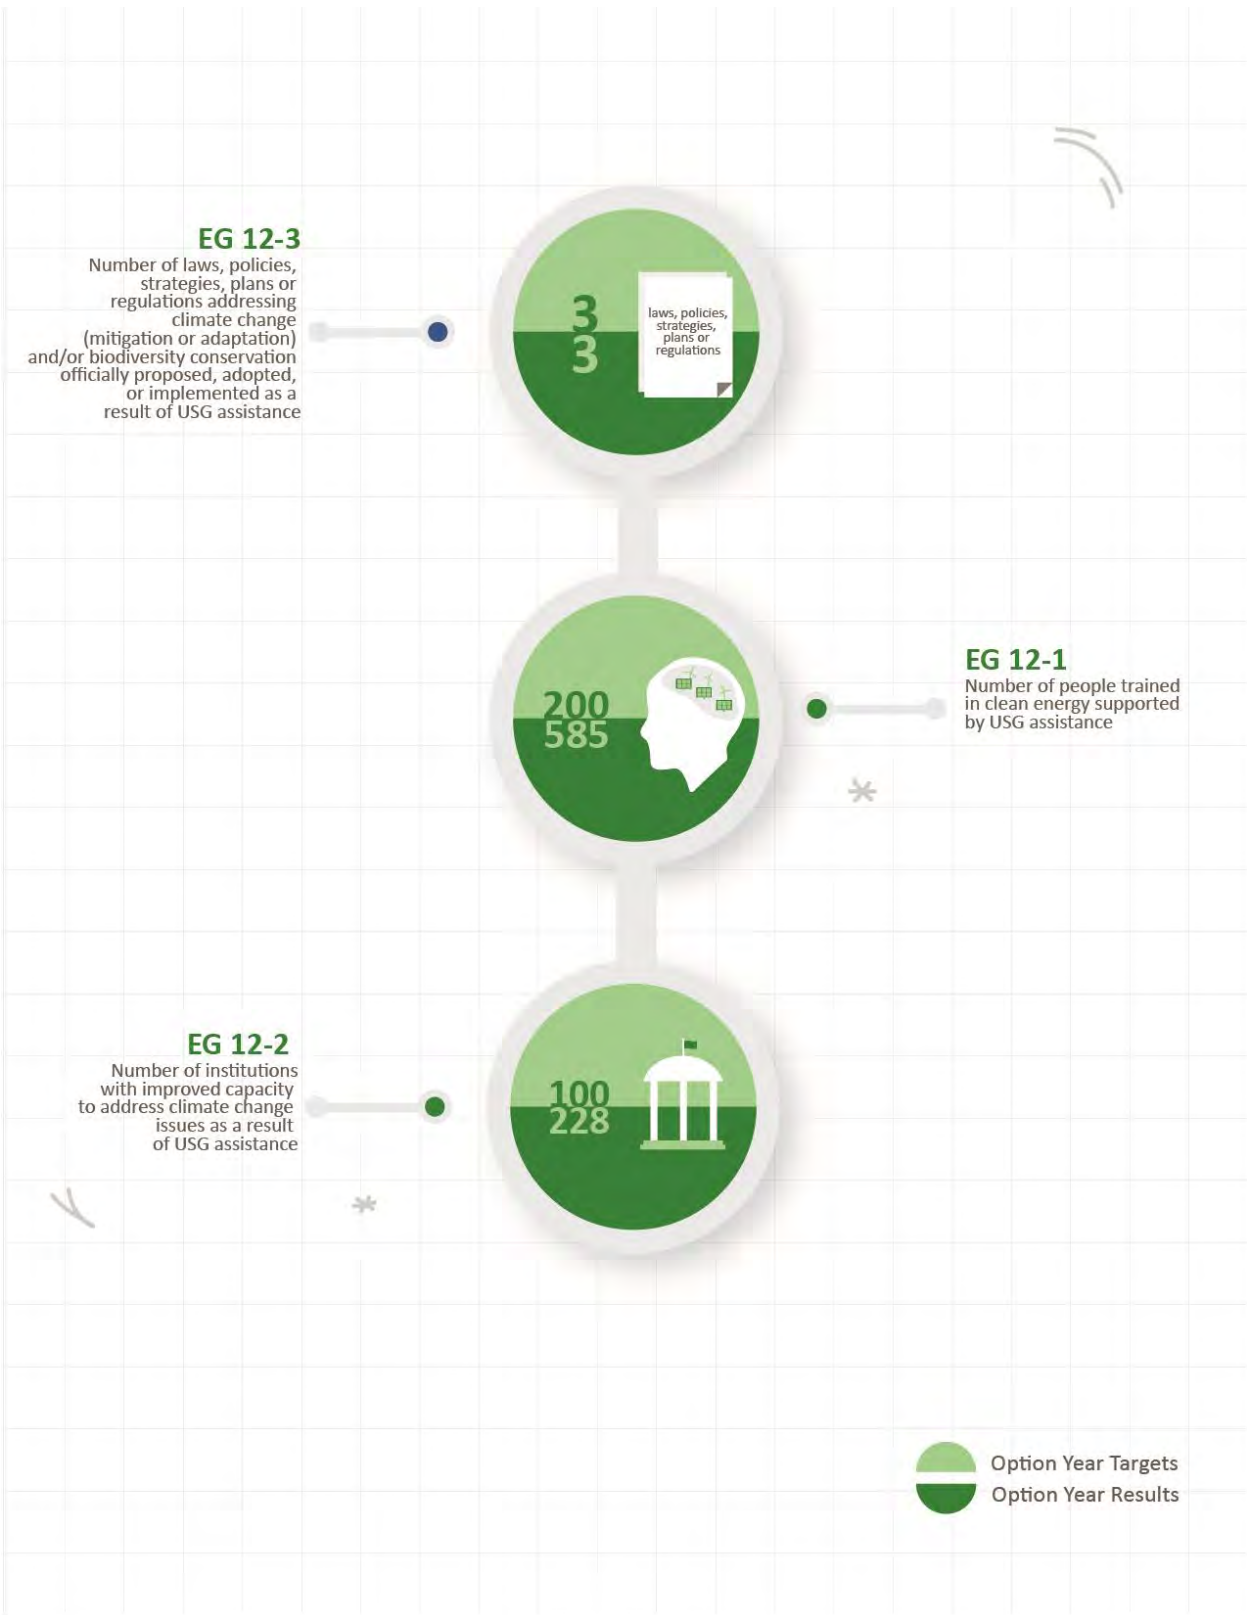 EG 12-3
Number of laws, policies,
strategies, plans or
regulations addressing
climate change
(mitigation or adaptation)
and/or biodiversity conservation
officially proposed, adopted,
or implemented as a
result of USG assistance
3
3
laws, policies,
strategies,
plans or
regulations
200
585
EG 12-1
Number of people trained
in clean energy supported
by USG assistance
EG 12-2
Number of institutions
with improved capacity
to address climate change
issues as a result
of USG assistance
100
228
Option Year Targets
Option Year Results